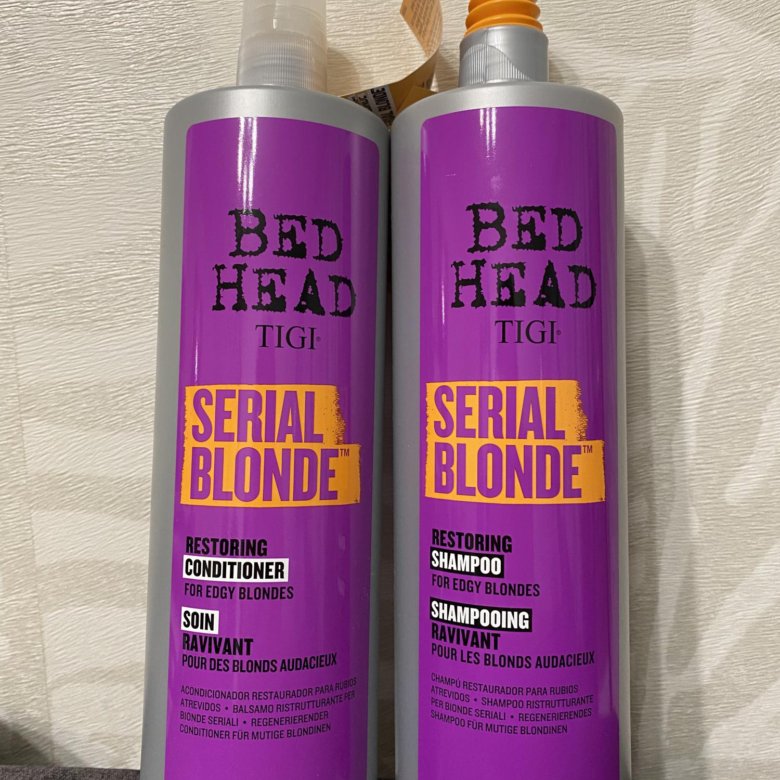 BED
HEAD
TIGI®
SERIAL
BLONDE™
RESTORING
CONDITIONER
FOR EDGY BLONDES
SOIN
RAVIVANT
POUR DES BLONDS AUDACIEUX
ACONDICIONADOR RESTAURADOR PARA RUBIOS
ATREVIDOS • BALSAMO RISTRUTTURANTE PER
BIONDE SERIALI • REGENERIERENDER
CONDITIONER FÜR MUTIGE BLONDINEN
BED
HEAD
TIGI®
SERIAL
BLONDE™
RESTORING
SHAMPOO
FOR EDGY BLONDES
SHAMPOOING
RAVIVANT
POUR LES BLONDS AUDACIEUX
CHAMPÚ RESTAURADOR PARA RUBIOS
ATREVIDOS • SHAMPOO RISTRUTTURANTE
PER BIONDE SERIALI • REGENERIERENDES
SHAMPOO FÜR MUTIGE BLONDINEN